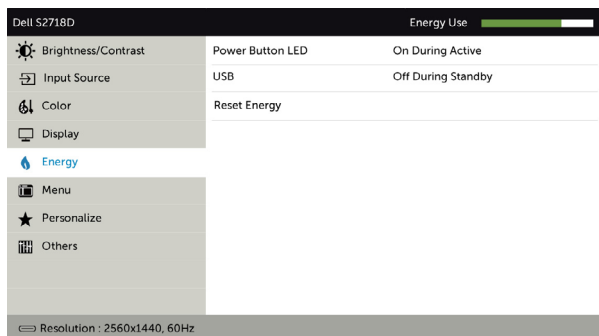 Dell S2718D Energy Use
Brightness/Contrast Power Button LED On During Active
Input Source USB Off During Standby
Color Reset Energy
Display
Energy
Menu
Personalize
Others
Resolution : 2560x1440, 60Hz